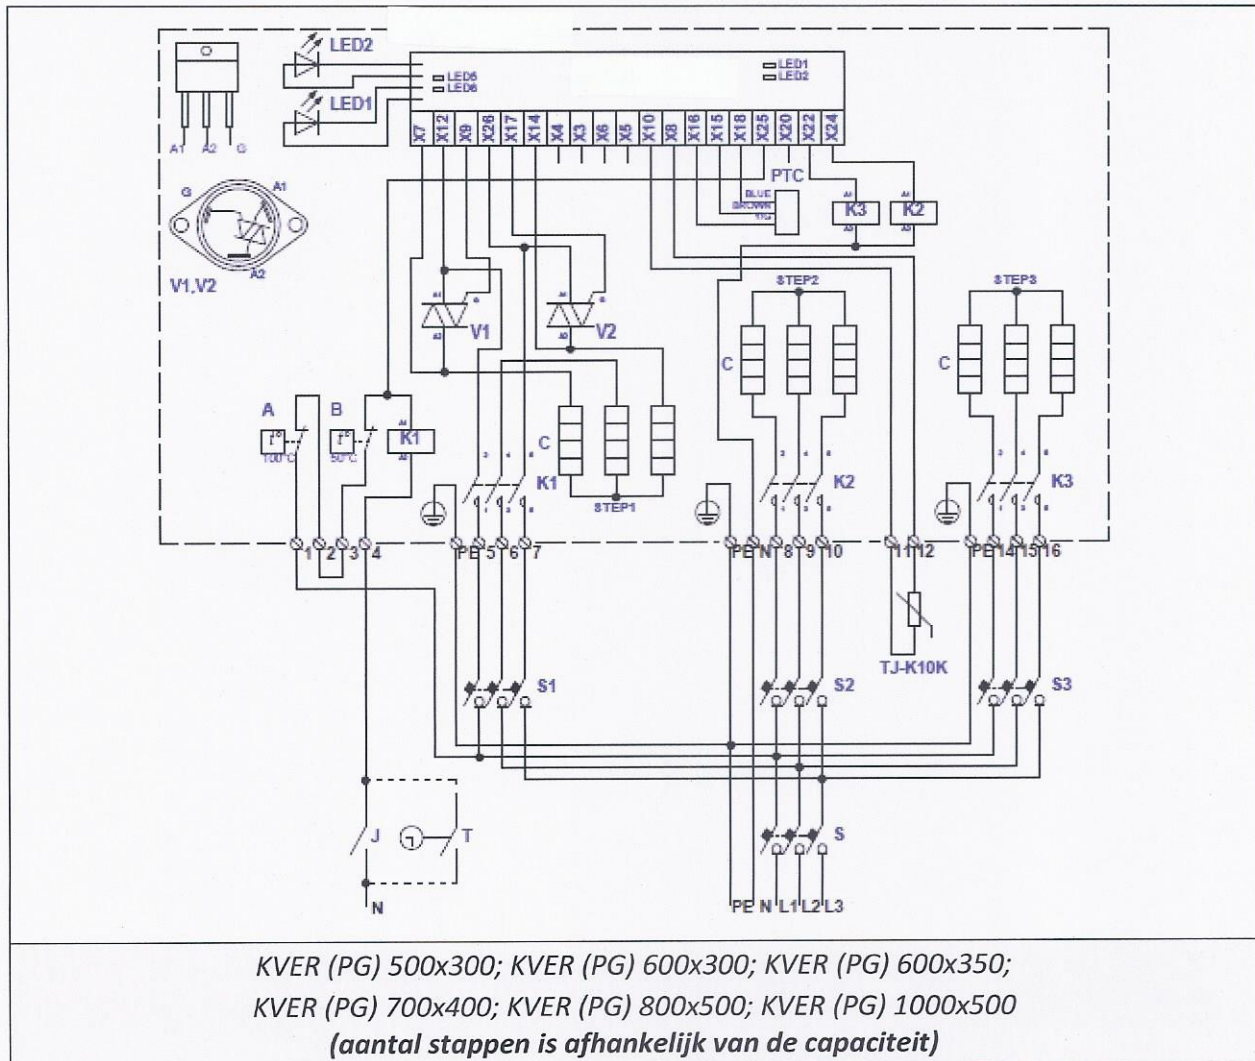 LED2
LED5
LED6
LED1
LED1
LED2
X7 X12 X9 X26 X17 X14 X4 X3 X6 X5 X10 X8 X16 X15 X18 X25 X20 X22 X24
A1 A2 G
PTC
BLUE
BROWN
G A1
A2
V1,V2
K3 K2
STEP2 STEP3
V1 V2
C C
A B
t° t°
100°C 50°C
K1
C
STEP1
K1 K2 K3
1 2 3 4 PE 5 6 7 PE N 8 9 10 11 12 PE 14 15 16
TJ-K10K
S1 S2 S3
J T S
N
PE N L1 L2 L3
KVER (PG) 500x300; KVER (PG) 600x300; KVER (PG) 600x350;
KVER (PG) 700x400; KVER (PG) 800x500; KVER (PG) 1000x500
(aantal stappen is afhankelijk van de capaciteit)